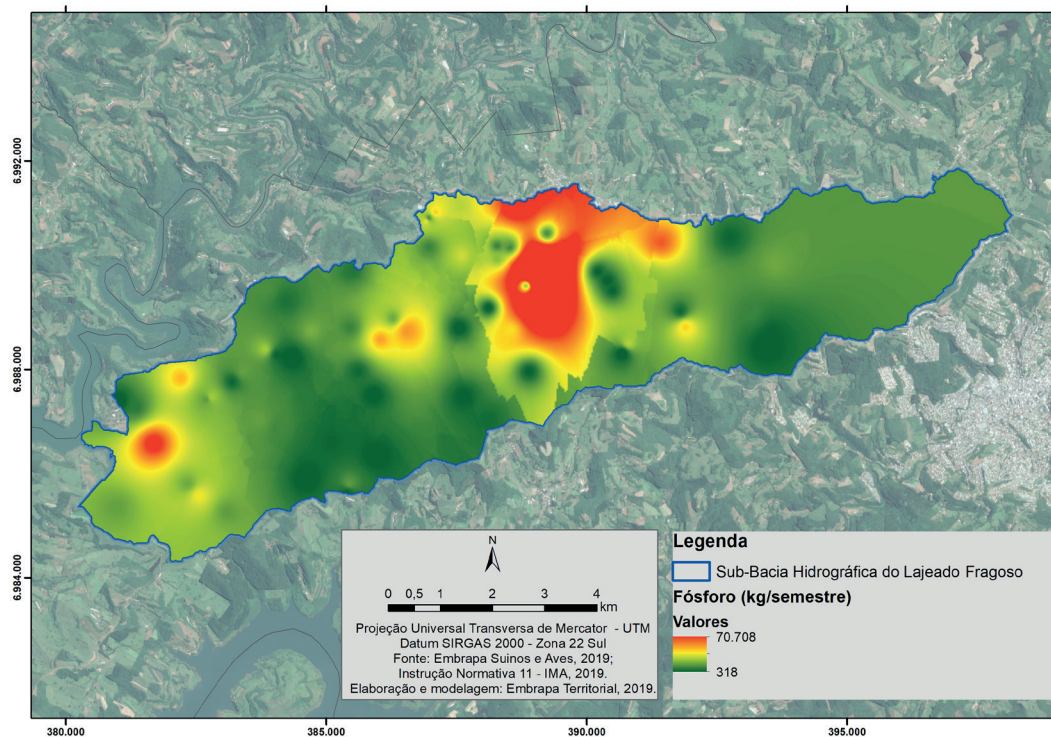 6.992.000
6.988.000
6.984.000
N
0 0,5 1 2 3 4
km
Projeção Universal Transversa de Mercator - UTM
Datum SIRGAS 2000 - Zona 22 Sul
Fonte: Embrapa Suinos e Aves, 2019;
Instrução Normativa 11 - IMA, 2019.
Elaboração e modelagem: Embrapa Territorial, 2019.
Legenda
Sub-Bacia Hidrográfica do Lajeado Fragoso
Fósforo (kg/semestre)
Valores
70.708
318
380.000 385.000 390.000 395.000